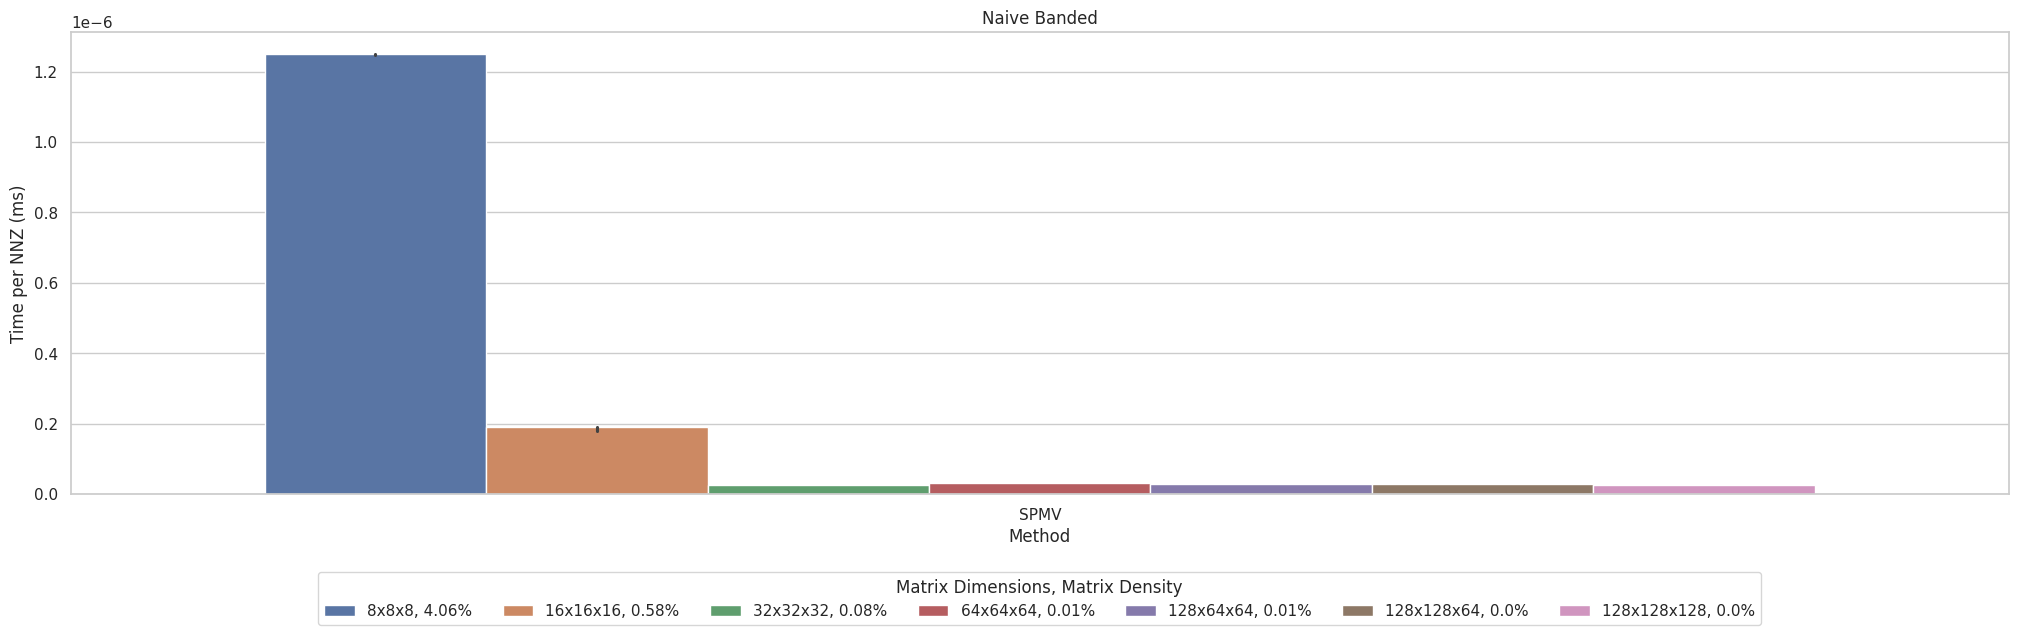 Naive Banded
1e−6
1.2
1.0
0.8
0.6
0.4
0.2
0.0
Time per NNZ (ms)
SPMV
Method
Matrix Dimensions, Matrix Density
8x8x8, 4.06% 16x16x16, 0.58% 32x32x32, 0.08% 64x64x64, 0.01% 128x64x64, 0.01% 128x128x64, 0.0% 128x128x128, 0.0%